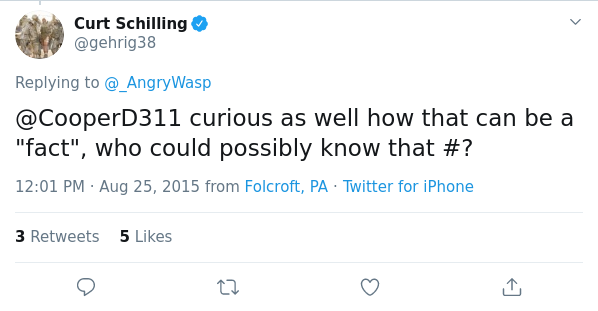 Curt Schilling
@gehrig38
Replying to @_AngryWasp
@CooperD311 curious as well how that can be a
"fact", who could possibly know that #?
12:01 PM · Aug 25, 2015 from Folcroft, PA · Twitter for iPhone
3 Retweets 5 Likes